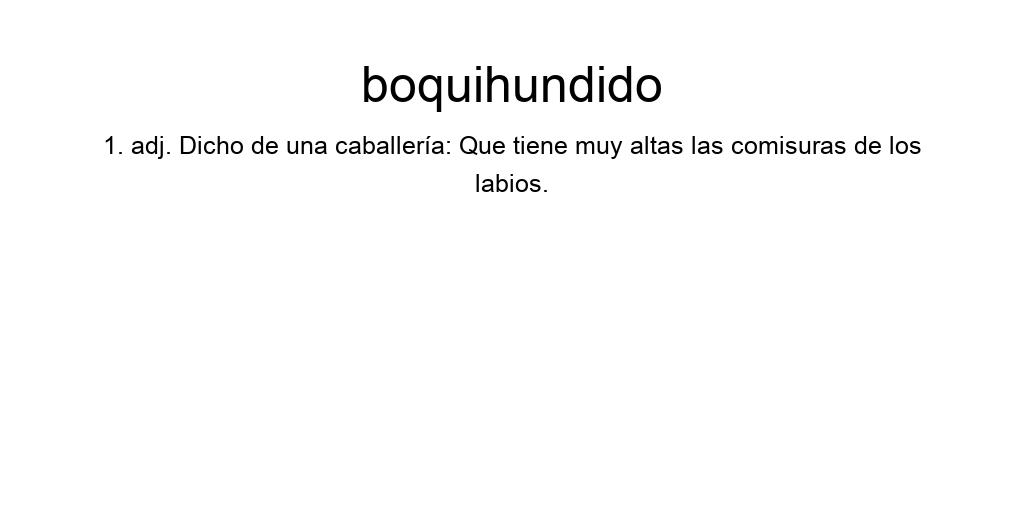 boquihundido
1. adj. Dicho de una caballería: Que tiene muy altas las comisuras de los
labios.